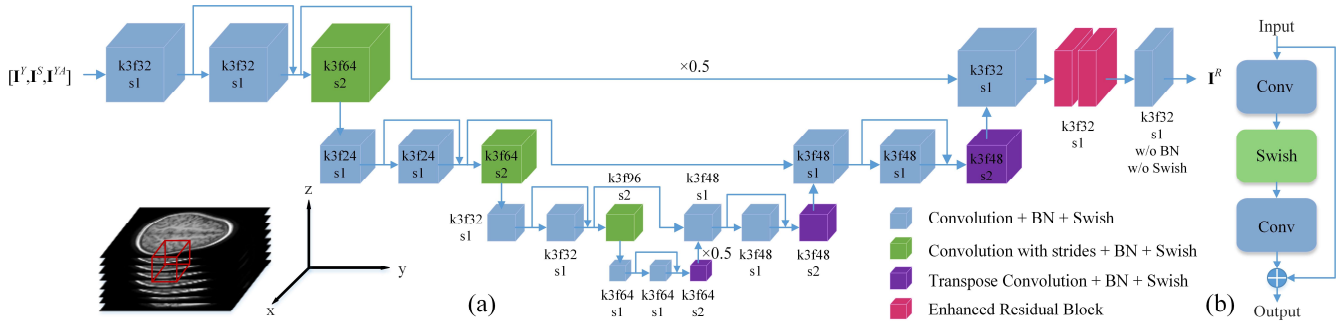 [I^Y,I^S,I^{YA}]
k3f32
s1
k3f32
s1
k3f64
s2
×0.5
k3f32
s1
k3f32
s1
k3f32
s1
w/o BN
w/o Swish
I^R
k3f24
s1
k3f24
s1
k3f64
s2
k3f48
s1
k3f48
s1
k3f48
s2
k3f32
s1
k3f32
s1
k3f96
s2
k3f48
s1
k3f48
s1
k3f48
s2
×0.5
k3f64
s1
k3f64
s1
k3f64
s2
z
y
x
(a)
Convolution + BN + Swish
Convolution with strides + BN + Swish
Transpose Convolution + BN + Swish
Enhanced Residual Block
Input
Conv
Swish
Conv
Output
(b)